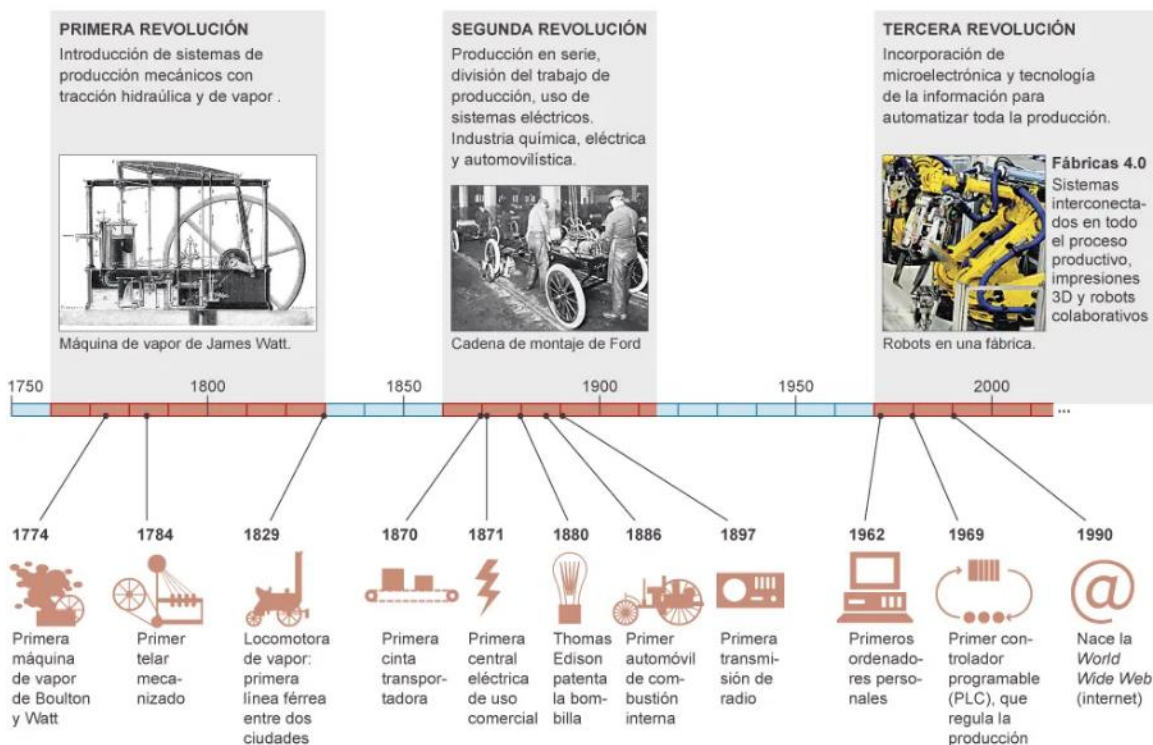 PRIMERA REVOLUCIÓN
Introducción de sistemas de
producción mecánicos con
tracción hidraúlica y de vapor .
Máquina de vapor de James Watt.
SEGUNDA REVOLUCIÓN
Producción en serie,
división del trabajo de
producción, uso de
sistemas eléctricos.
Industria química, eléctrica
y automovilística.
Cadena de montaje de Ford
TERCERA REVOLUCIÓN
Incorporación de
microelectrónica y tecnología
de la información para
automatizar toda la producción.
Fábricas 4.0
Sistemas
interconecta-
dos en todo
el proceso
productivo,
impresiones
3D y robots
colaborativos
Robots en una fábrica.
1750
1800
1850
1900
1950
2000
...
1774
Primera
máquina
de vapor
de Boulton
y Watt
1784
Primer
telar
meca-
nizado
1829
Locomotora
de vapor:
primera
línea férrea
entre dos
ciudades
1870
Primera
cinta
transpor-
tadora
1871
Primera
central
eléctrica
de uso
comercial
1880
Thomas
Edison
patenta
la bom-
billa
1886
Primer
automóvil
de combus-
tión
interna
1897
Primera
transmi-
sión de
radio
1962
Primeros
ordenado-
res perso-
nales
1969
Primer con-
trolador
programable
(PLC), que
regula la
producción
1990
@
Nace la
World
Wide Web
(internet)